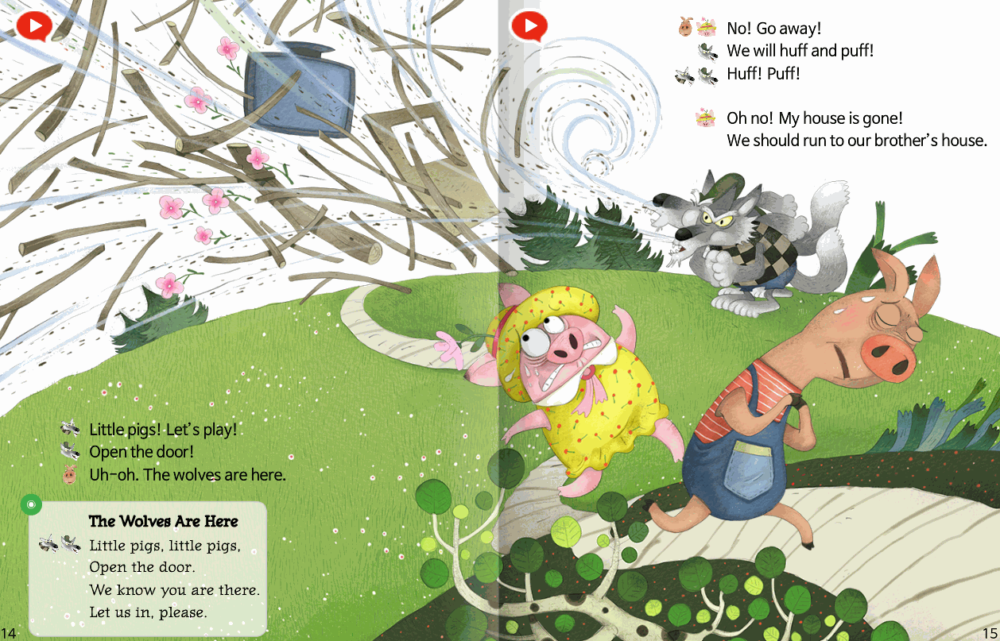 Little pigs! Let's play!
Open the door!
Uh-oh. The wolves are here.
The Wolves Are Here
Little pigs, little pigs,
Open the door.
We know you are there.
Let us in, please.
14
No! Go away!
We will huff and puff!
Huff! Puff!
Oh no! My house is gone!
We should run to our brother's house.
15